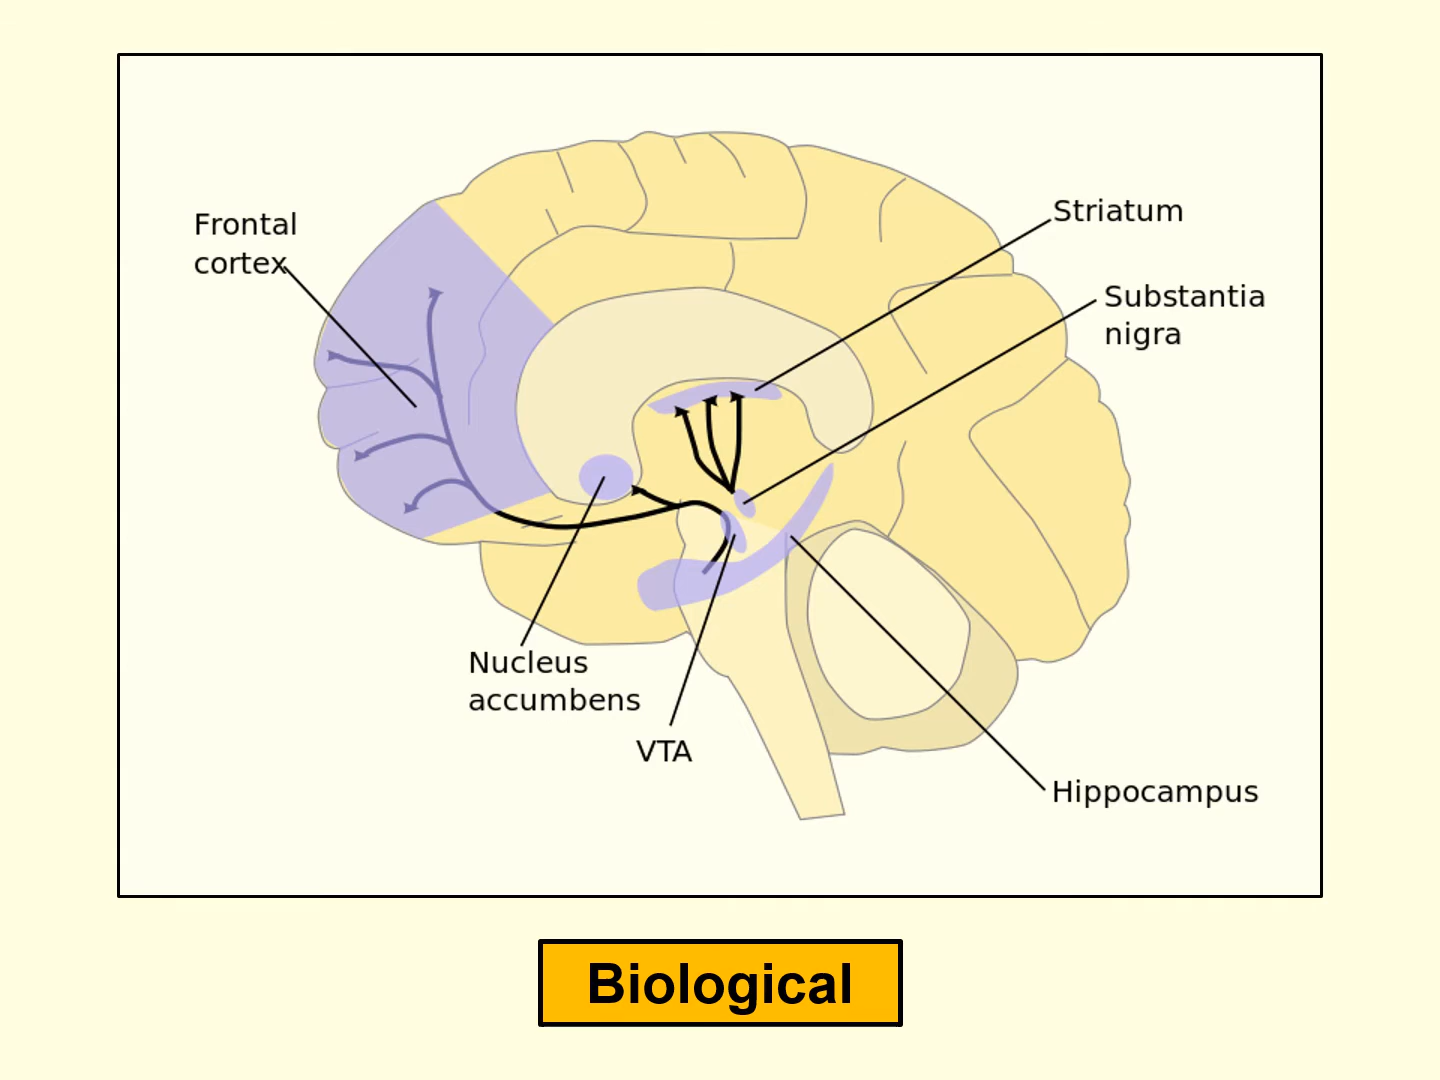 Frontal
cortex
Striatum
Substantia
nigra
Nucleus
accumbens
VTA
Hippocampus
Biological